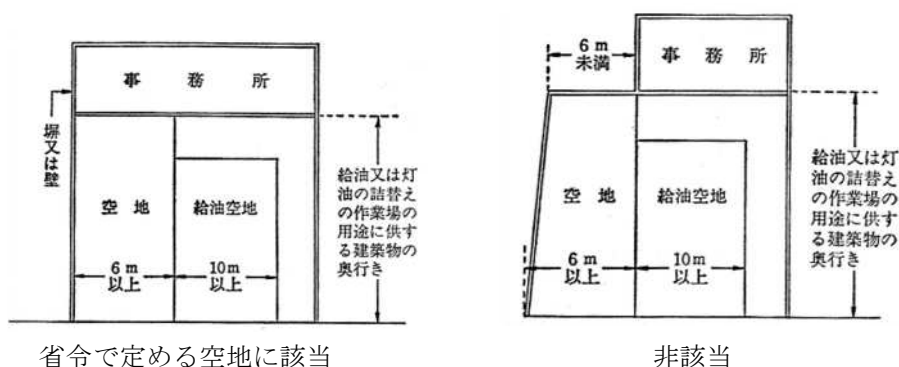 事務所
塀又は壁
空地
給油空地
6m
以上
10m
以上
給油又は灯
油の詰替え
の作業場の
用途に供す
る建築物の
奥行き
省令で定める空地に該当
6m
未満
事務所
空地
給油空地
6m
以上
10m
以上
給油又は灯
油の詰替え
の作業場の
用途に供す
る建築物の
奥行き
非該当